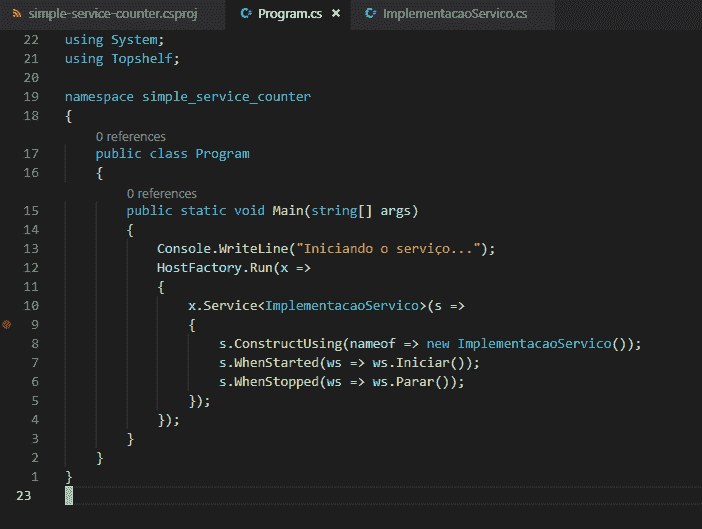 simple-service-counter.csproj Program.cs ImplementacaoServico.cs
22 using System;
21 using Topshelf;
20
19 namespace simple_service_counter
18 {
0 references
17 public class Program
16 {
0 references
15 public static void Main(string[] args)
14 {
13 Console.WriteLine("Iniciando o serviço...");
12 HostFactory.Run(x =>
11 {
10 x.Service<ImplementacaoServico>(s =>
9 {
8 s.ConstructUsing(nameof => new ImplementacaoServico());
7 s.WhenStarted(ws => ws.Iniciar());
6 s.WhenStopped(ws => ws.Parar());
5 });
4 });
3 }
2 }
1 }
23